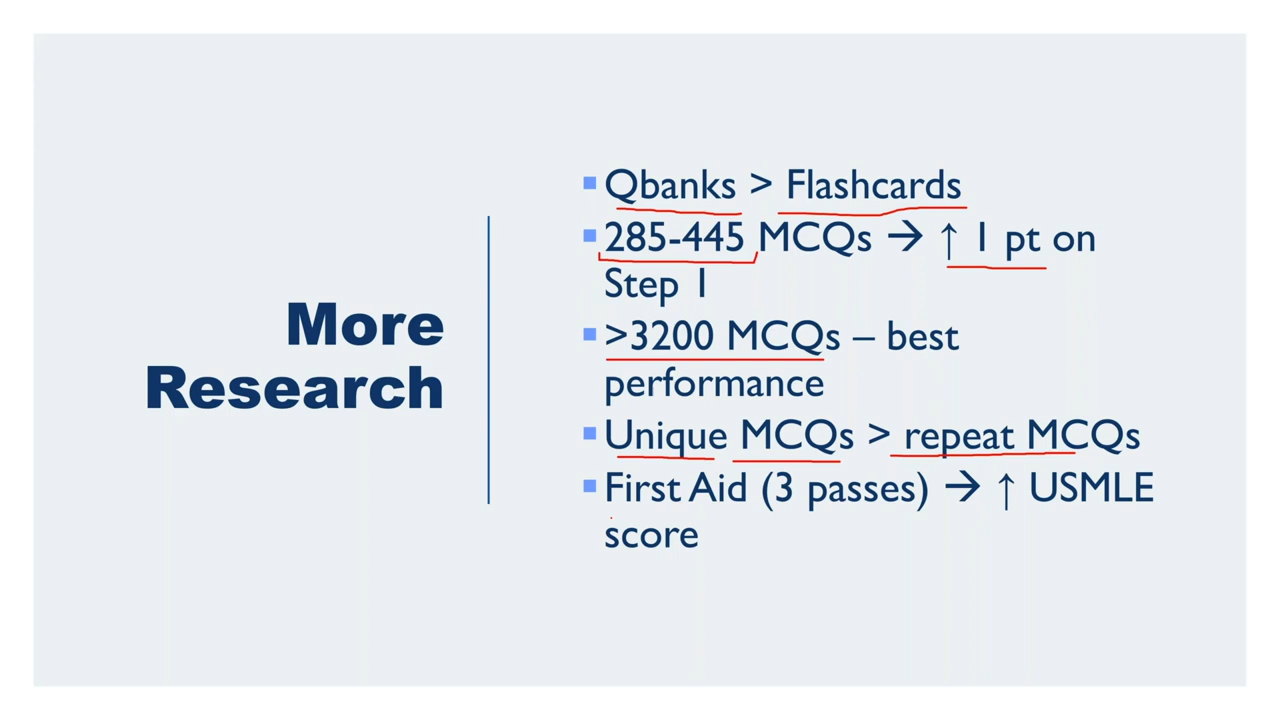 More
Research
Qbanks > Flashcards
285-445 MCQs → ↑ 1 pt on
Step 1
>3200 MCQs – best
performance
Unique MCQs > repeat MCQs
First Aid (3 passes) → ↑ USMLE
score